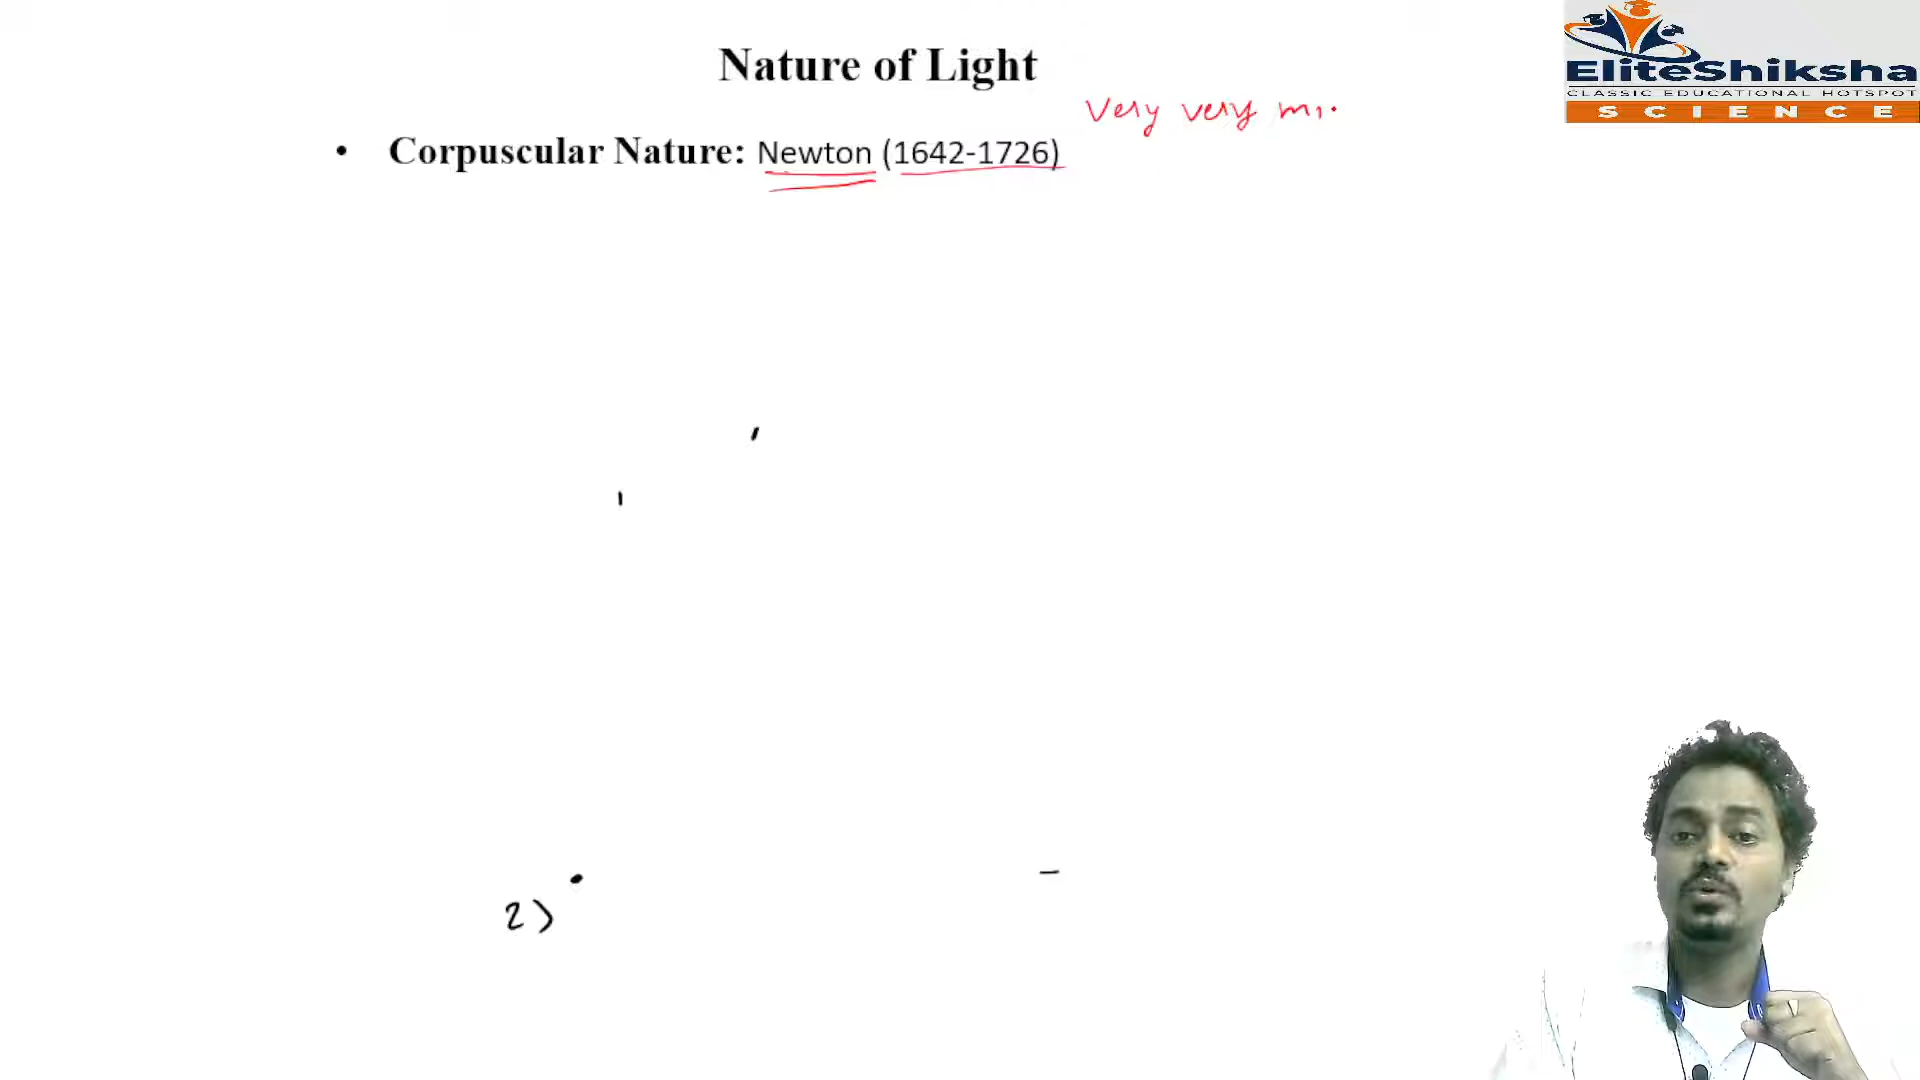 Nature of Light
EliteShiksha
CLASSIC EDUCATIONAL HOTSPOT
SCIENCE
Very very
• Corpuscular Nature: Newton (1642-1726)
2)